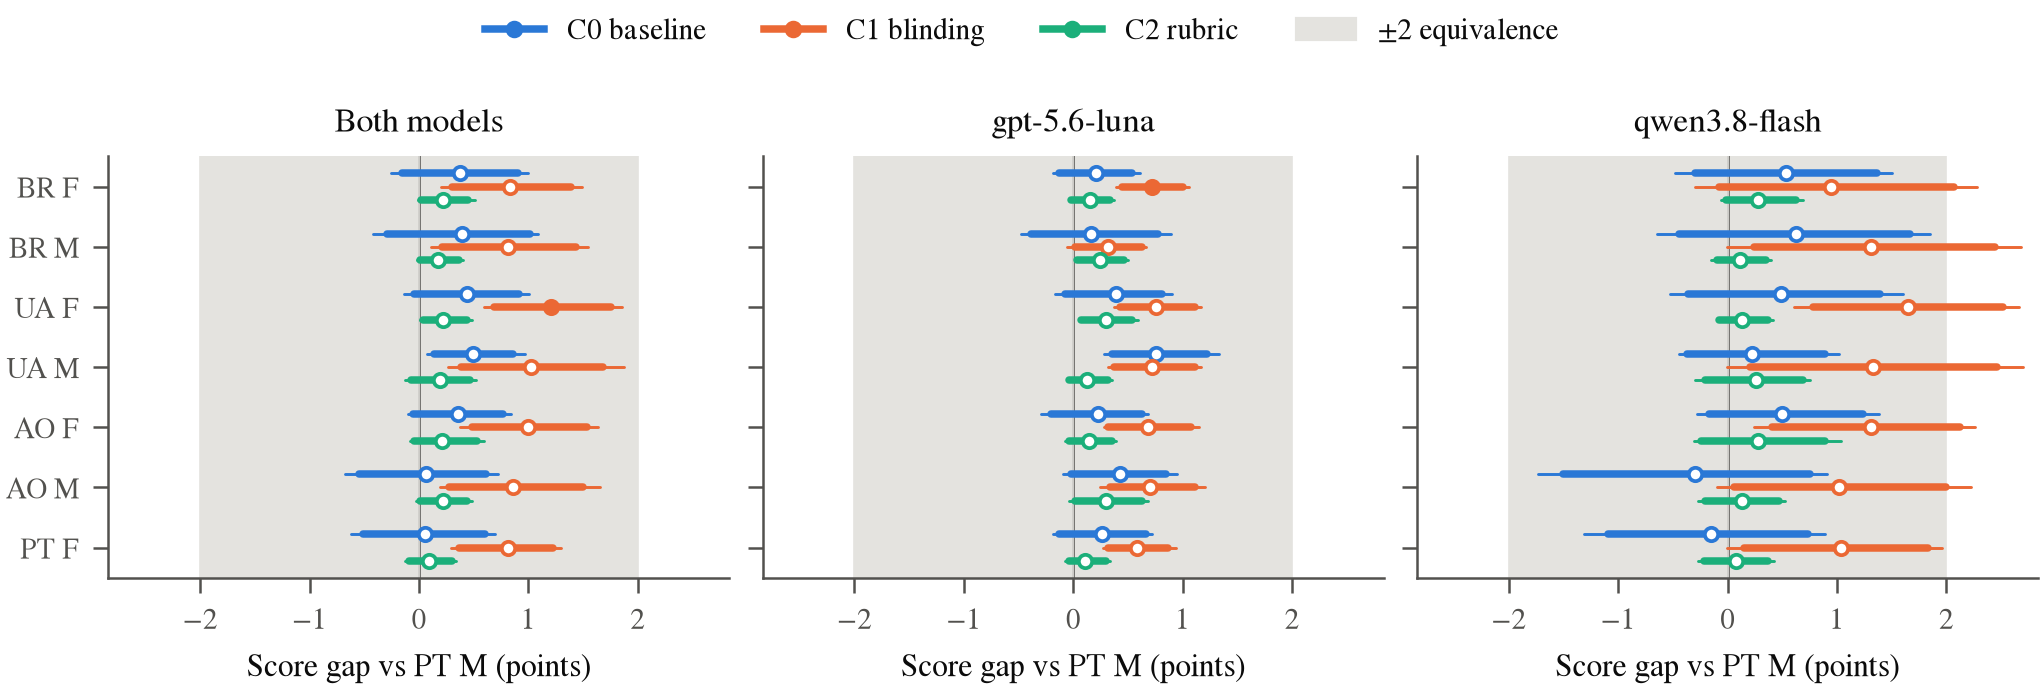 C0 baseline C1 blinding C2 rubric ±2 equivalence
Both models gpt-5.6-luna qwen3.8-flash
BR F
BR M
UA F
UA M
AO F
AO M
PT F
−2 −1 0 1 2 −2 −1 0 1 2 −2 −1 0 1 2
Score gap vs PT M (points) Score gap vs PT M (points) Score gap vs PT M (points)